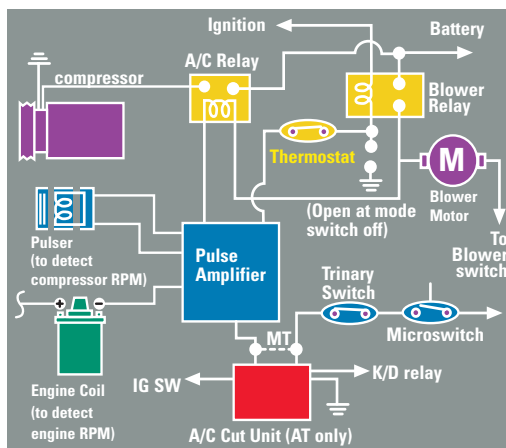 Ignition
Battery
A/C Relay
compressor
Blower
Relay
Thermostat
M
Blower
Motor
(Open at mode
switch off)
To
Blower
switch
Pulser
(to detect
compressor RPM)
Pulse
Amplifier
Trinary
Switch
Microswitch
+
−
MT
K/D relay
IG SW
Engine Coil
(to detect
engine RPM)
A/C Cut Unit (AT only)